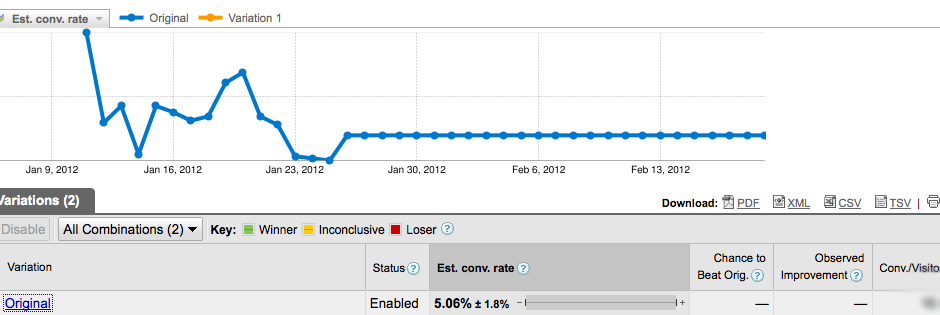 Est. conv. rate Original Variation 1
Jan 9, 2012 Jan 16, 2012 Jan 23, 2012 Jan 30, 2012 Feb 6, 2012 Feb 13, 2012
Variations (2) Download: PDF XML CSV TSV |
Disable All Combinations (2) Key: Winner Inconclusive Loser ?
Variation Status ? Est. conv. rate ? Chance to Beat Orig. ? Observed Improvement ? Conv./Visito
Original Enabled 5.06% ± 1.8% – + — —